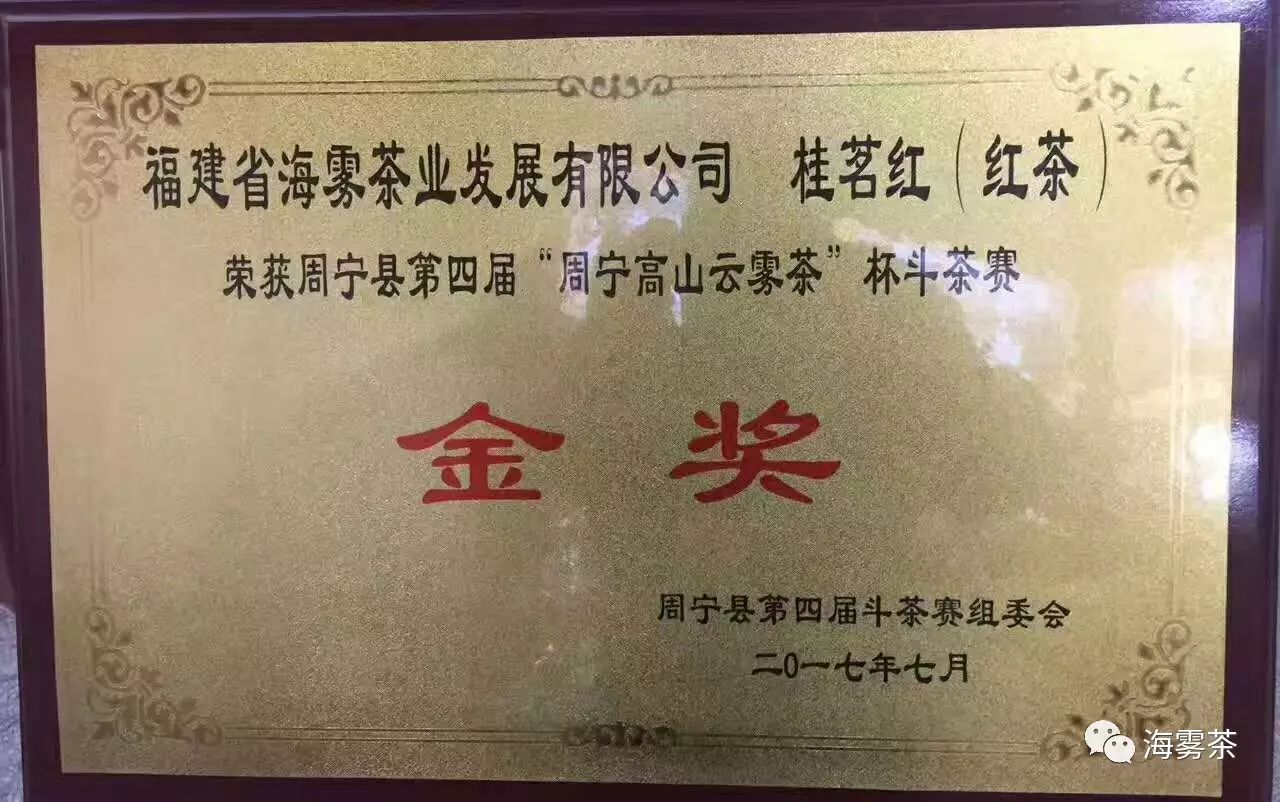 福建省海雾茶业发展有限公司 桂茗红（红茶）
荣获周宁县第四届“周宁高山云雾茶”杯斗茶赛
金奖
周宁县第四届斗茶赛组委会
二0一七年七月
海雾茶